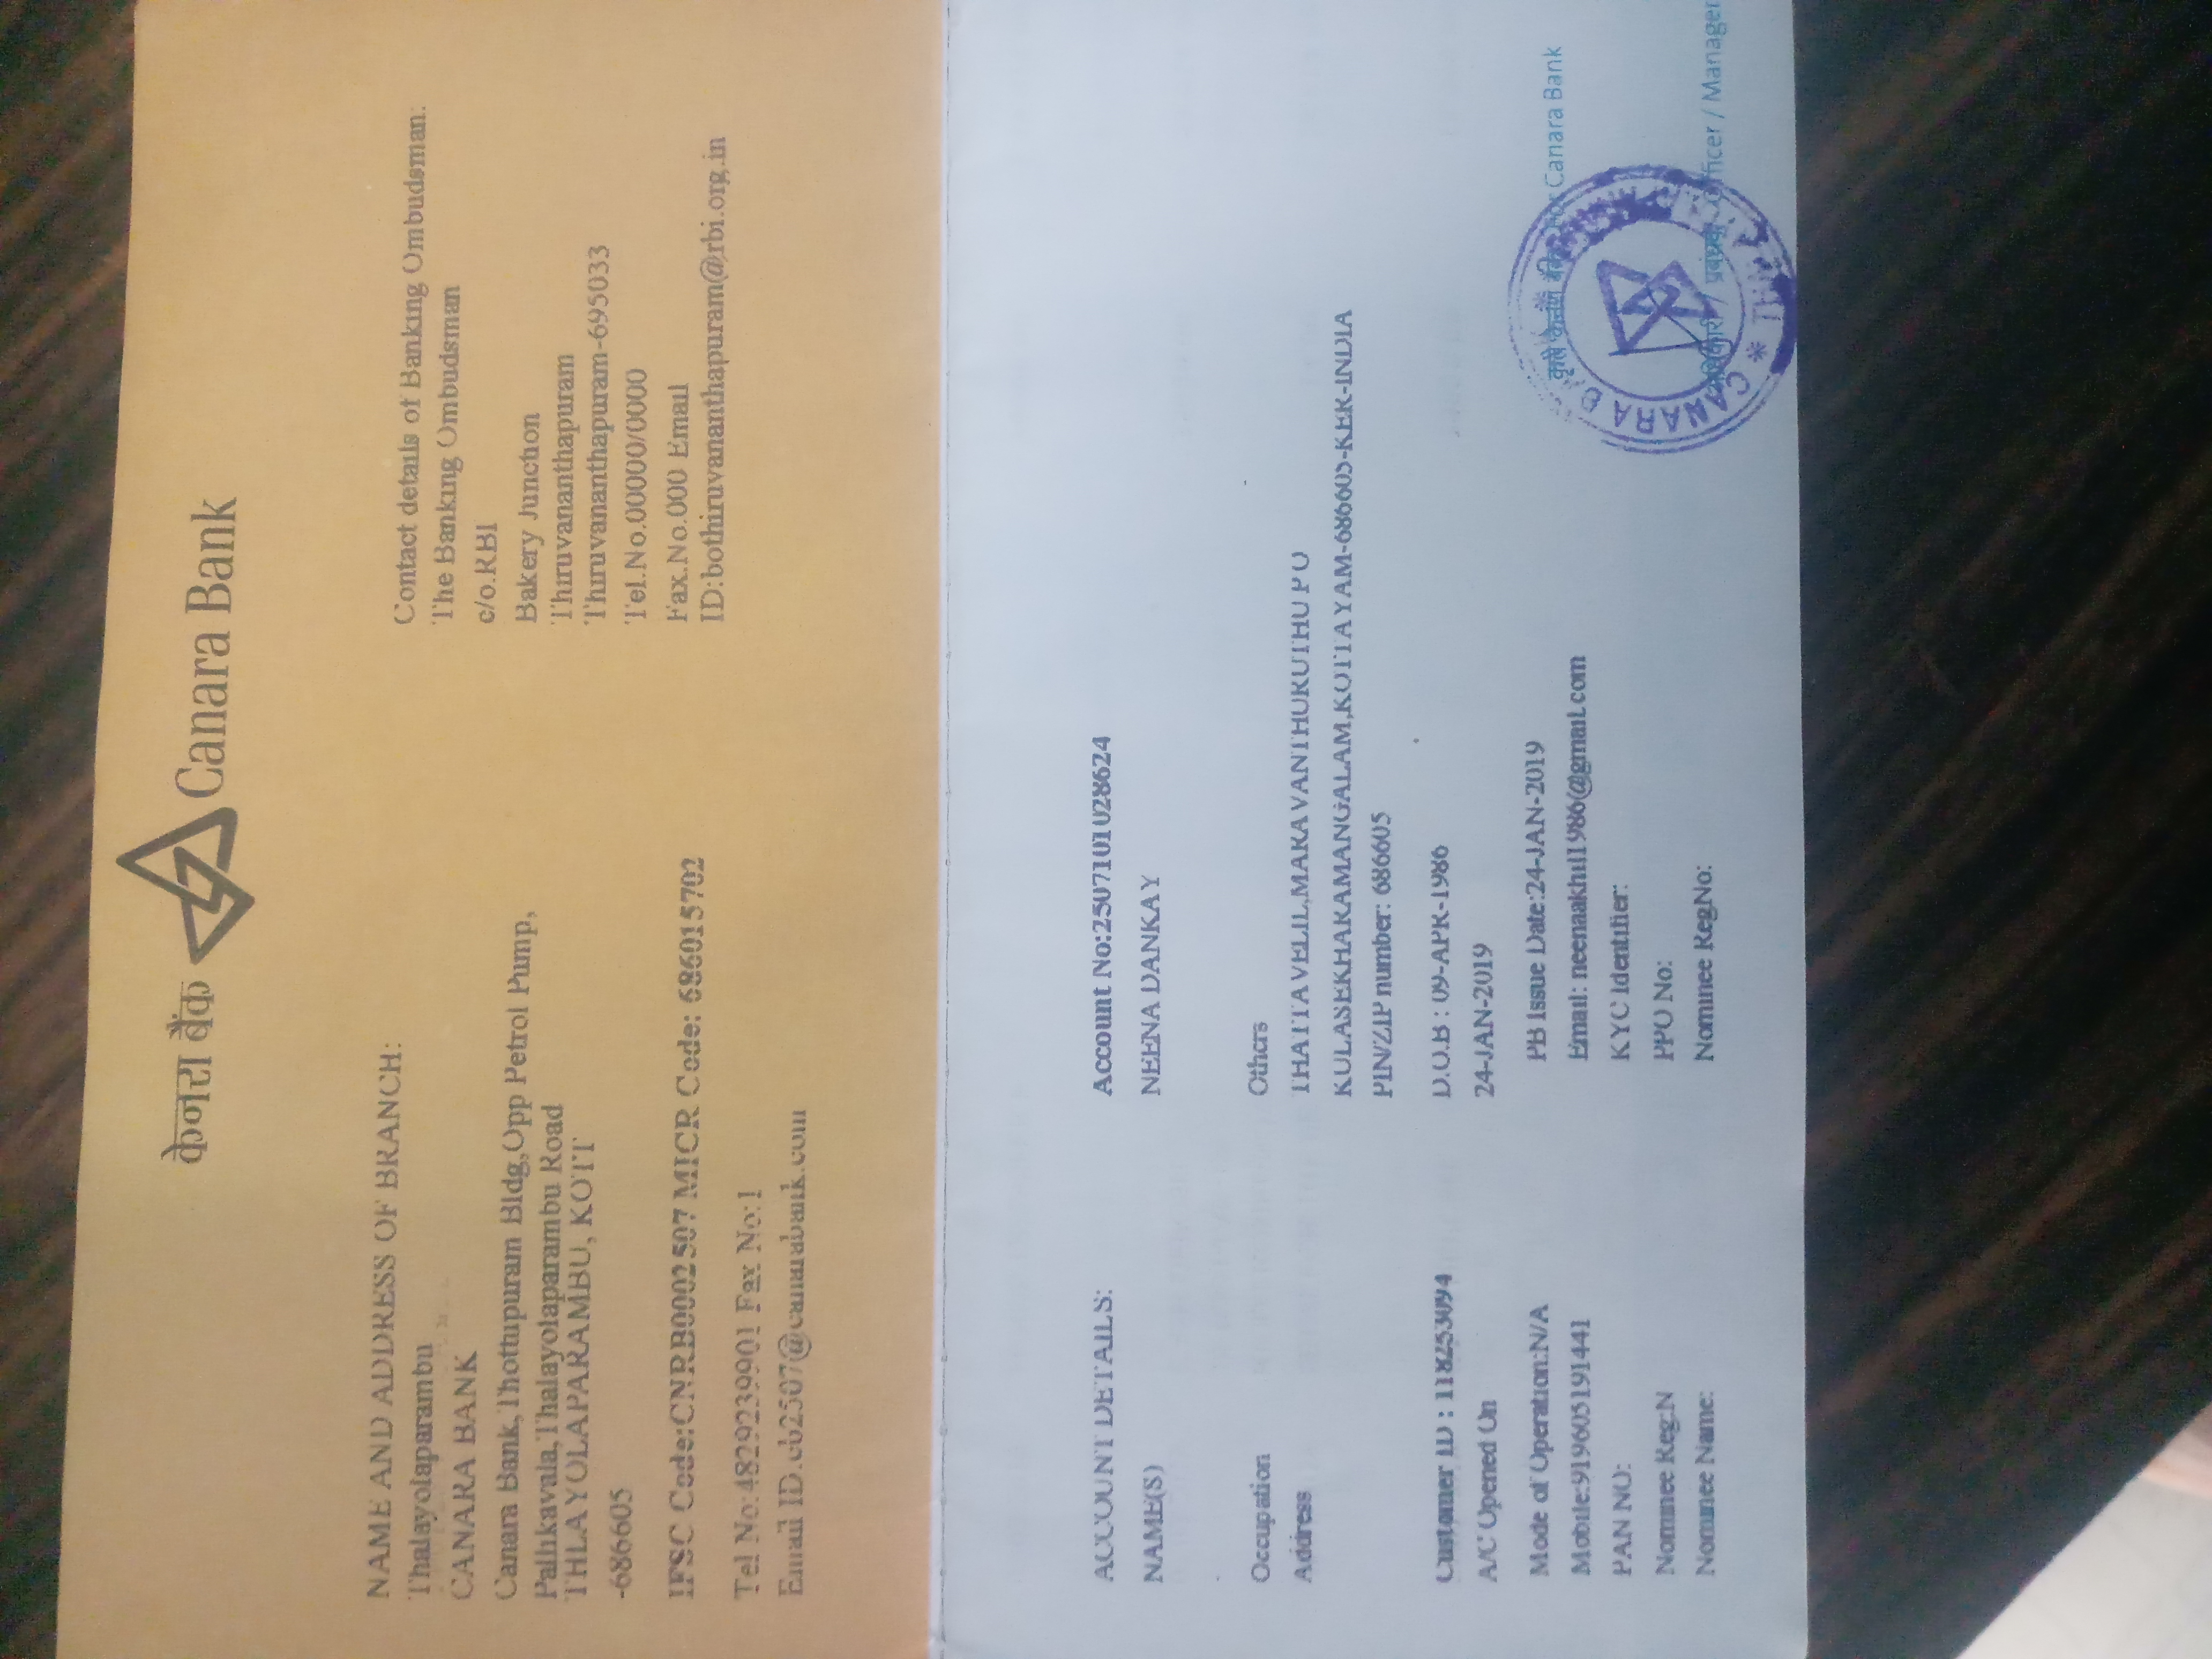 केनरा बैंक Canara Bank
NAME AND ADDRESS OF BRANCH:
Thalayolaparambu
CANARA BANK
Canara Bank,Thottupuram Bldg,Opp Petrol Pump,
Pallikavala,Thalayolaparambu Road
THLAYOLAPARAMBU, KOTT
-686605
IFSC Code:CNRB0002507 MICR Code: 686015702
Tel No:4829239901 Fax No:1
Email ID.cb2507@canarabank.com
Contact details of Banking Ombudsman:
The Banking Ombudsman
c/o.RBI
Bakery Junction
Thiruvananthapuram
Thiruvananthapuram-695033
Tel.No.00000/0000
Fax.No.000 Email
ID:bothiruvananthapuram@rbi.org.in
ACCOUNT DETAILS: Account No:2507101028624
NAME(S) NEENA DANKAY
-
Occupation Others
Address THATTAVELIL,MARAVANTHURUTHU P O
KULASEKHARAMANGALAM,KOTTAYAM-686605-KER-INDIA
PIN/ZIP number: 686605
Customer ID : 118253094 D.O.B : 09-APR-1986
A/C Opened On 24-JAN-2019
Mode of Operation:N/A PB Issue Date:24-JAN-2019
Mobile:919605191441 Email: neenaakhil1986@gmail.com
PAN NO: KYC Identifier:
Nominee Reg:N PPO No:
Nominee Name: Nominee RegNo:
कृते केनरा बैंक For Canara Bank
अधिकारी / प्रबंधक Officer / Manager
CANARA BANK